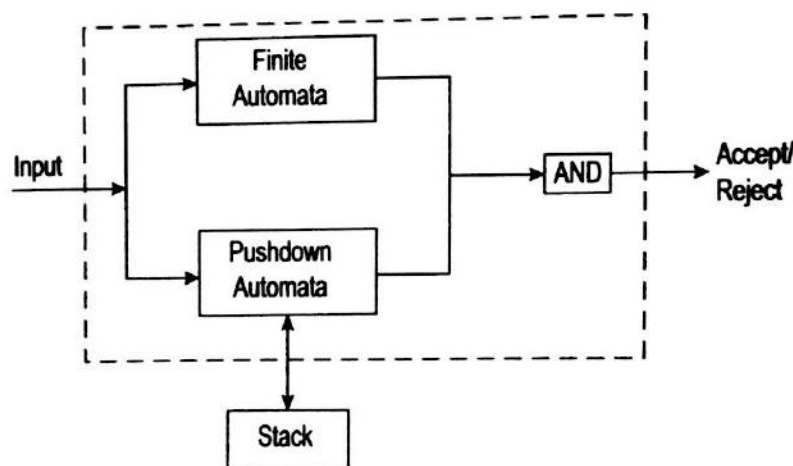 Finite
Automata
Input
AND
Accept/
Reject
Pushdown
Automata
Stack